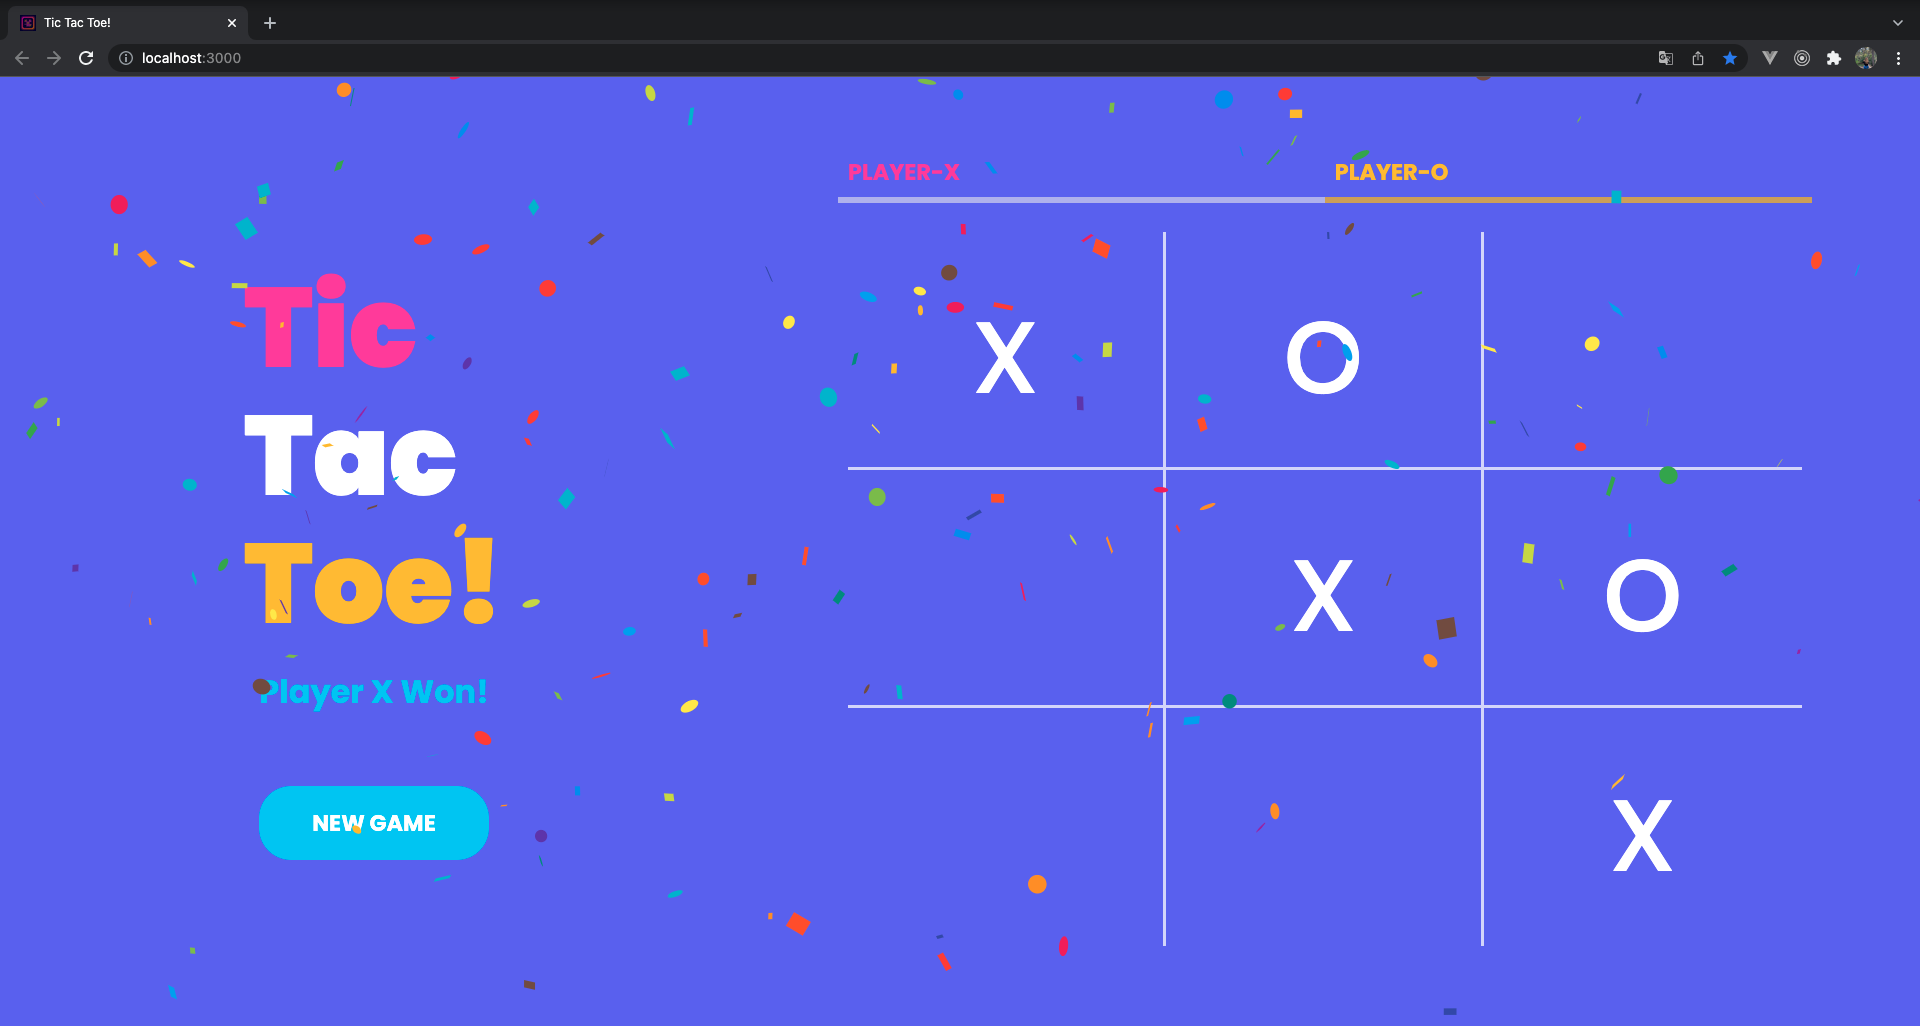 Tic Tac Toe!
localhost:3000
PLAYER-X PLAYER-O
Tic
Tac
Toe!
Player X Won!
NEW GAME
X O
X O
X